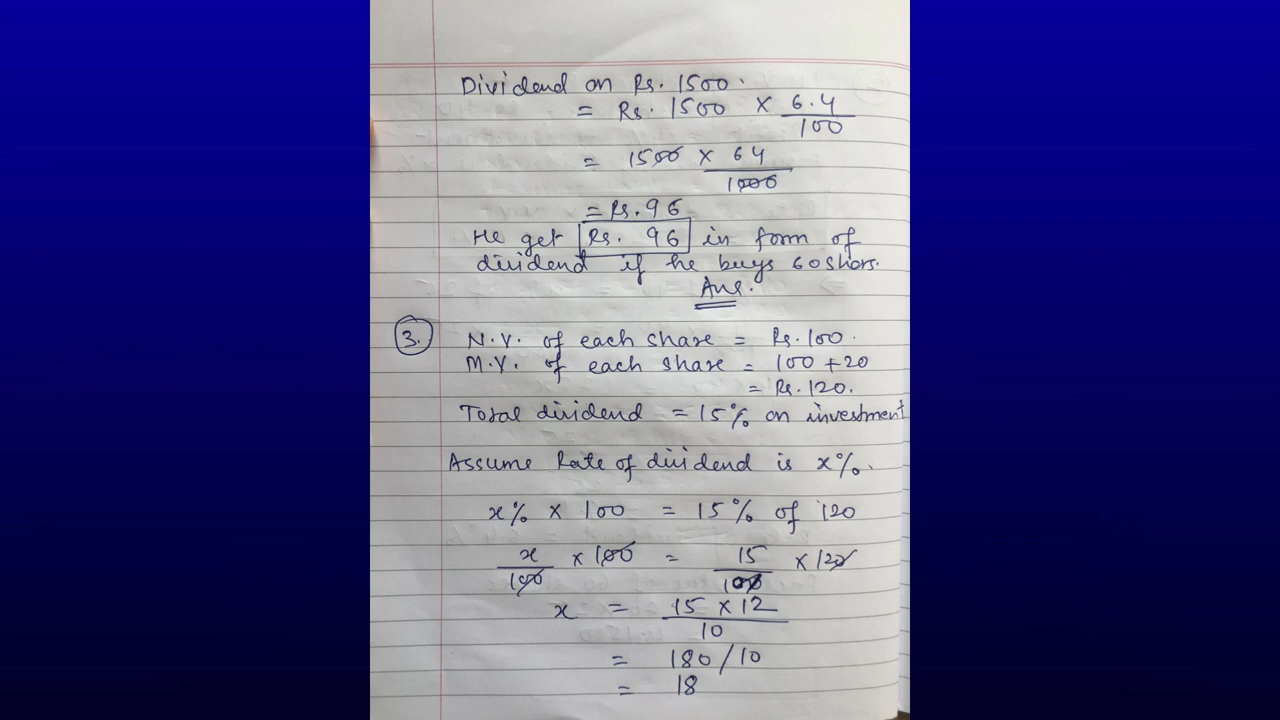 Dividend on Rs. 1500.
= Rs. 1500 × 6.4/100
= 1500 × 64/1000
= Rs. 96
He get Rs. 96 in form of
dividend if he buys 60 shars.
Ans.
3. N.V. of each share = Rs. 100.
M.V. of each share = 100 + 20
= Rs. 120.
Total dividend = 15% on investment
Assume Rate of dividend is x%.
x% × 100 = 15% of 120
x/100 × 100 = 15/100 × 120
x = 15 × 12/10
= 180/10
= 18